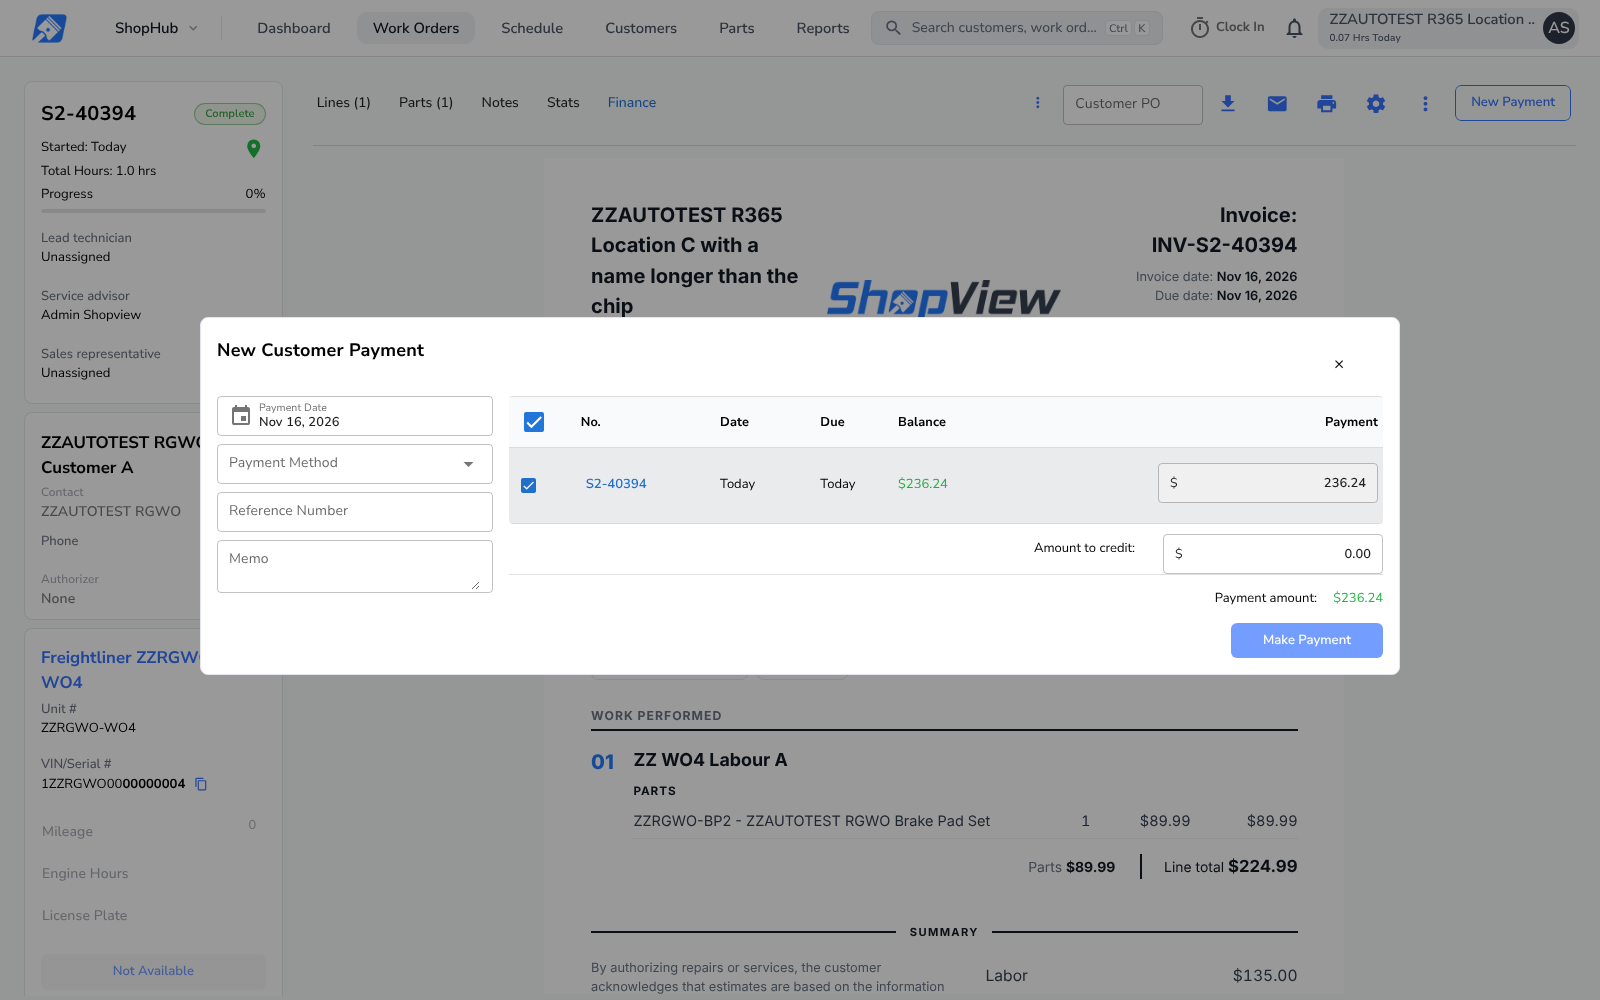 ShopHub
Dashboard
Work Orders
Schedule
Customers
Parts
Reports
Search customers, work ord...
Ctrl K
Clock In
ZZAUTOTEST R365 Location ..
0.07 Hrs Today
AS
S2-40394
Complete
Started: Today
Total Hours: 1.0 hrs
Progress 0%
Lead technician
Unassigned
Service advisor
Admin Shopview
Sales representative
Unassigned
Lines (1)
Parts (1)
Notes
Stats
Finance
Customer PO
New Payment
ZZAUTOTEST R365
Location C with a
name longer than the
chip
ShopView
Invoice:
INV-S2-40394
Invoice date: Nov 16, 2026
Due date: Nov 16, 2026
New Customer Payment
×
Payment Date
Nov 16, 2026
Payment Method
Reference Number
Memo
No. Date Due Balance Payment
S2-40394 Today Today $236.24 $ 236.24
Amount to credit: $ 0.00
Payment amount: $236.24
Make Payment
ZZAUTOTEST RGWO
Customer A
Contact
ZZAUTOTEST RGWO
Phone
Authorizer
None
Freightliner ZZRGW
WO4
Unit #
ZZRGWO-WO4
VIN/Serial #
1ZZRGWO0000000004
Mileage 0
Engine Hours
License Plate
Not Available
WORK PERFORMED
01 ZZ WO4 Labour A
PARTS
ZZRGWO-BP2 - ZZAUTOTEST RGWO Brake Pad Set 1 $89.99 $89.99
Parts $89.99 Line total $224.99
SUMMARY
By authorizing repairs or services, the customer
acknowledges that estimates are based on the information
Labor $135.00